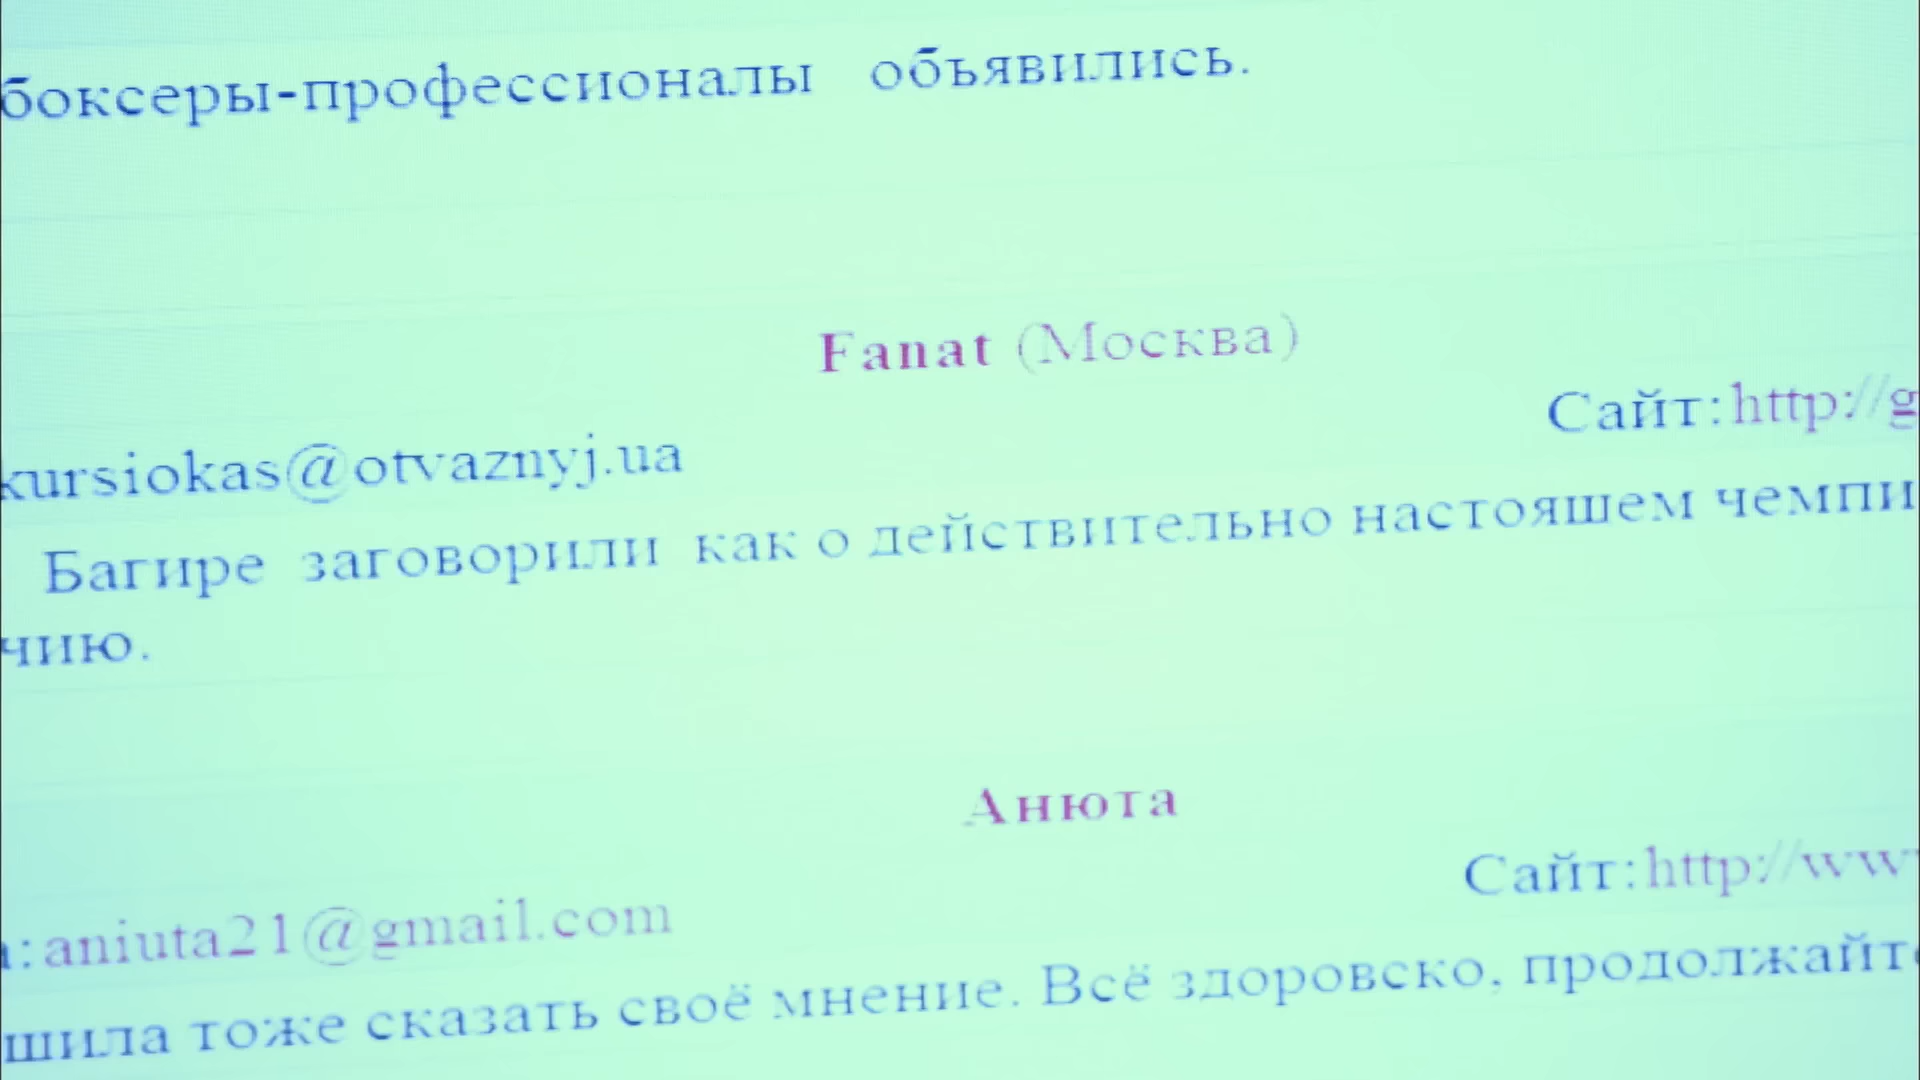 боксеры-профессионалы объявились.
Fanat (Москва)
Сайт:http://g
kursiokas@otvaznyj.ua
Багире заговорили как о действительно настояшем чемпи
чию.
Анюта
Сайт:http://ww
:aniuta21@gmail.com
шила тоже сказать своё мнение. Всё здоровско, продолжайт